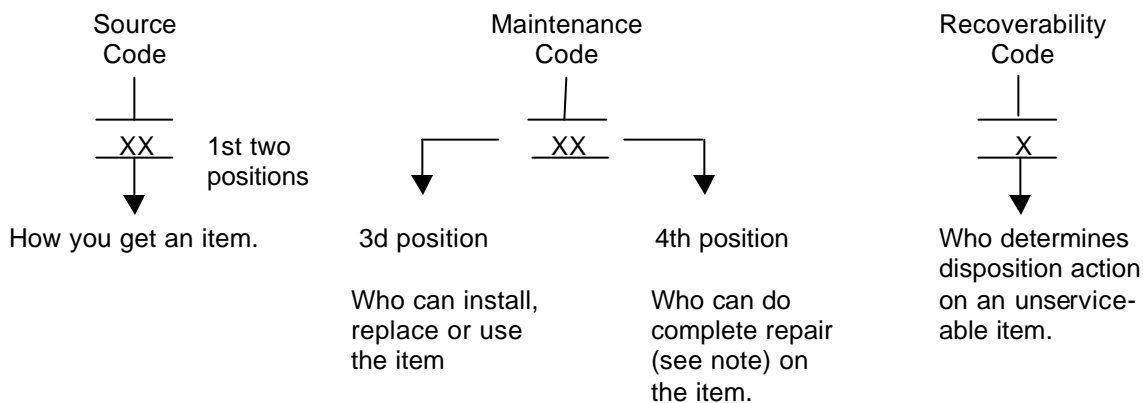 Source
Code
XX
1st two
positions
How you get an item.
Maintenance
Code
XX
3d position
Who can install,
replace or use
the item
4th position
Who can do
complete repair
(see note) on
the item.
Recoverability
Code
X
Who determines
disposition action
on an unservice-
able item.